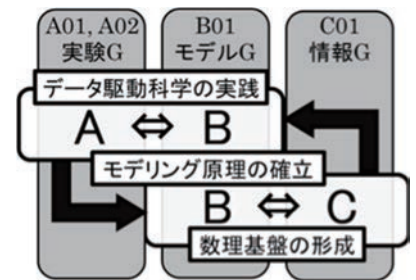 A01, A02 B01 C01
実験G モデルG 情報G
データ駆動科学の実践
A ⇔ B
モデリング原理の確立
B ⇔ C
数理基盤の形成